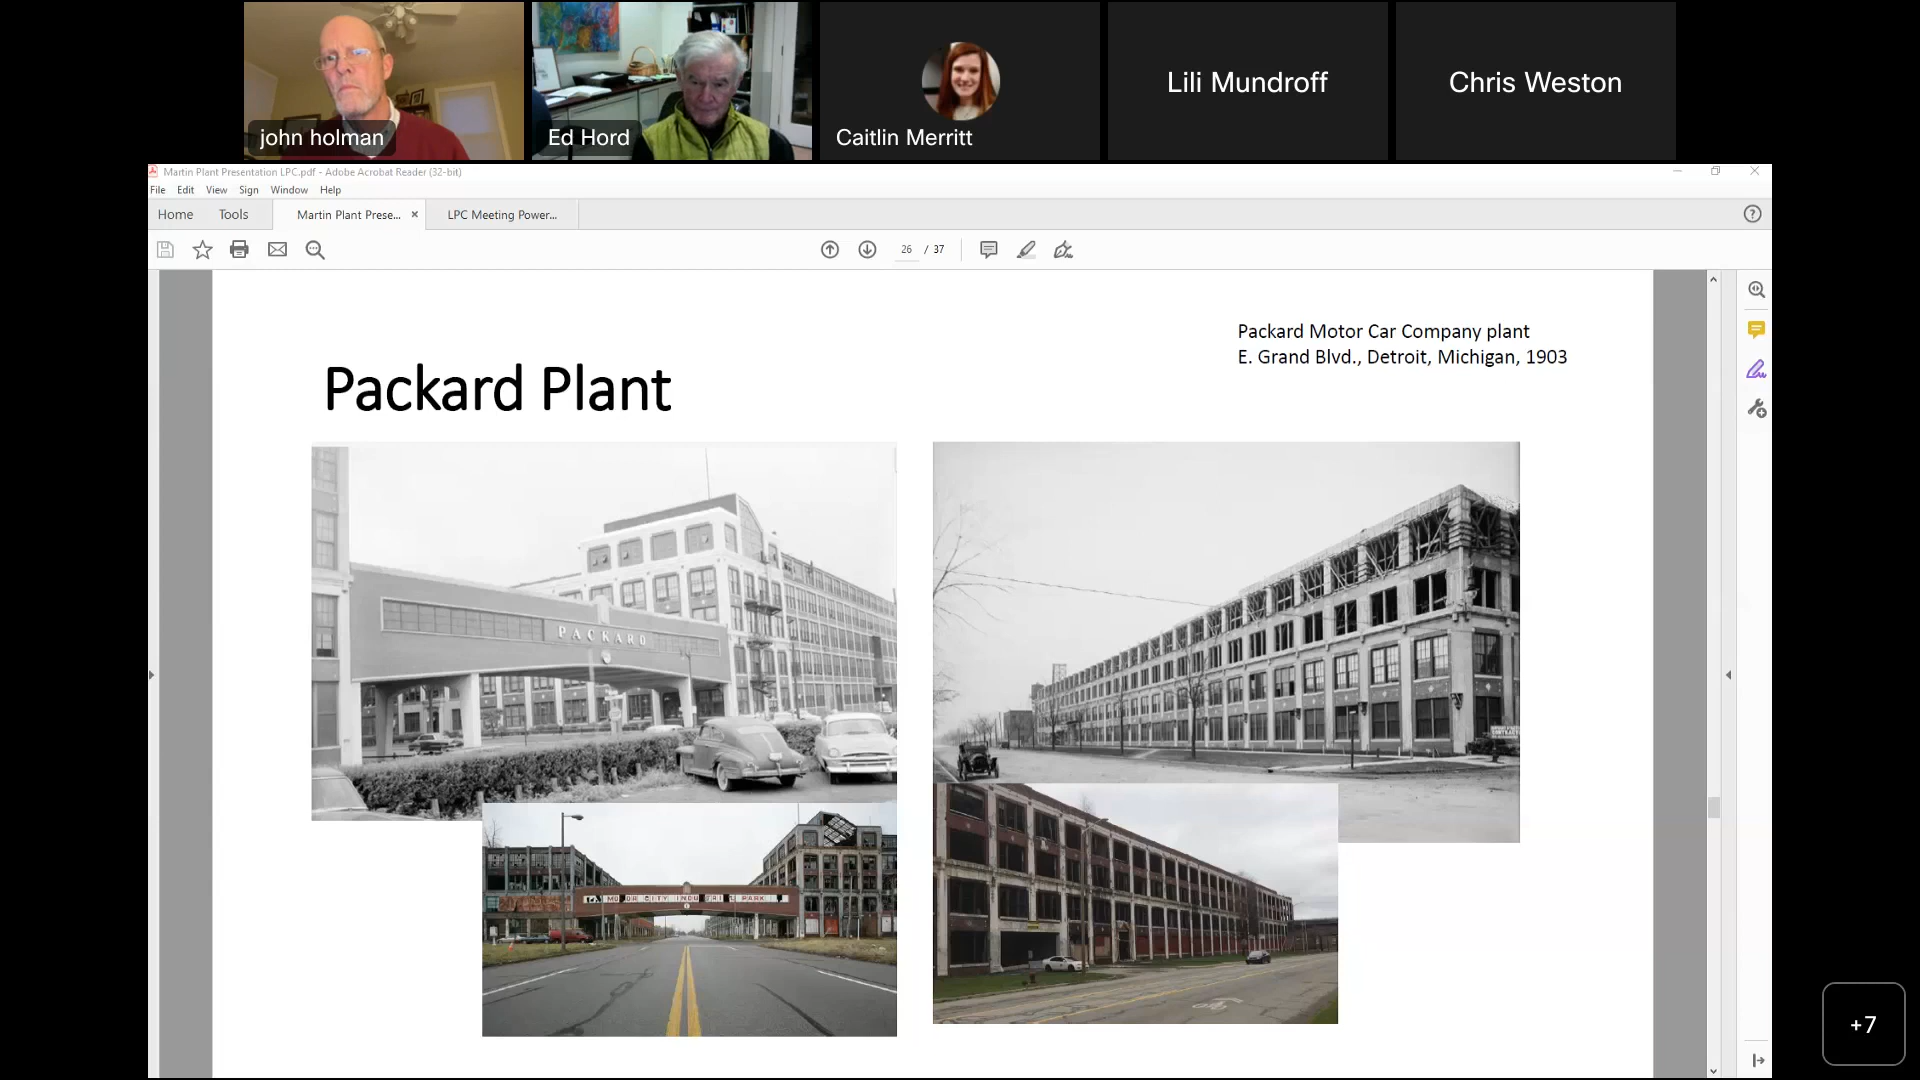 john holman
Ed Hord
Caitlin Merritt
Lili Mundroff
Chris Weston
Martin Plant Presentation LPC.pdf - Adobe Acrobat Reader (32-bit)
File Edit View Sign Window Help
Home Tools Martin Plant Prese... × LPC Meeting Power...
26 / 37
Packard Motor Car Company plant
E. Grand Blvd., Detroit, Michigan, 1903
Packard Plant
PACKARD
PARK
+7